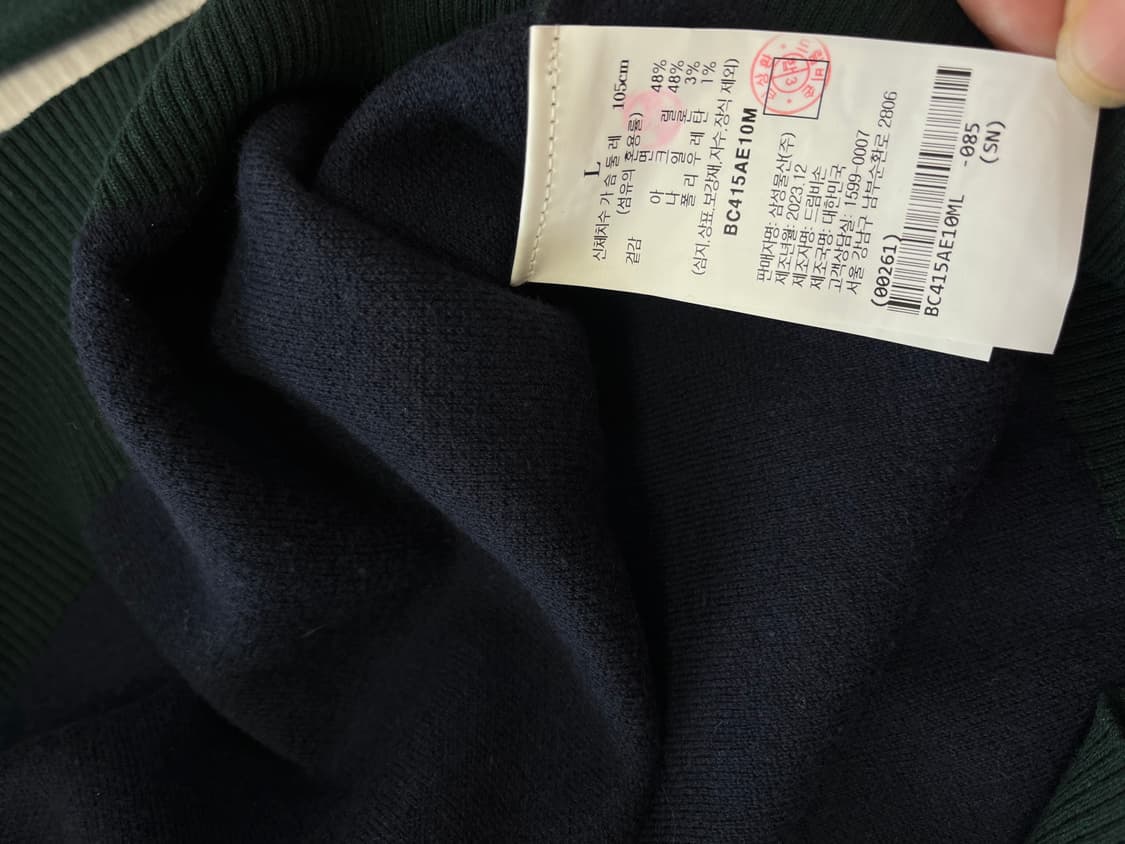 L
신체치수 가 슴 둘 레 105cm
(섬유의 혼용률)
겉감 면 48%
아 크 릴 48%
나 일 론 3%
폴 리 우 레 탄 1%
(심지,상표,보강재,자수,장식 제외)
BC415AE10M
판매자명: 삼성물산(주)
제조년월: 2023.12
제조자명: 드림비손
제조국명: 대한민국
고객상담실: 1599-0007
서울 강남구 남부순환로 2806
(00261)
BC415AE10ML -085
(SN)